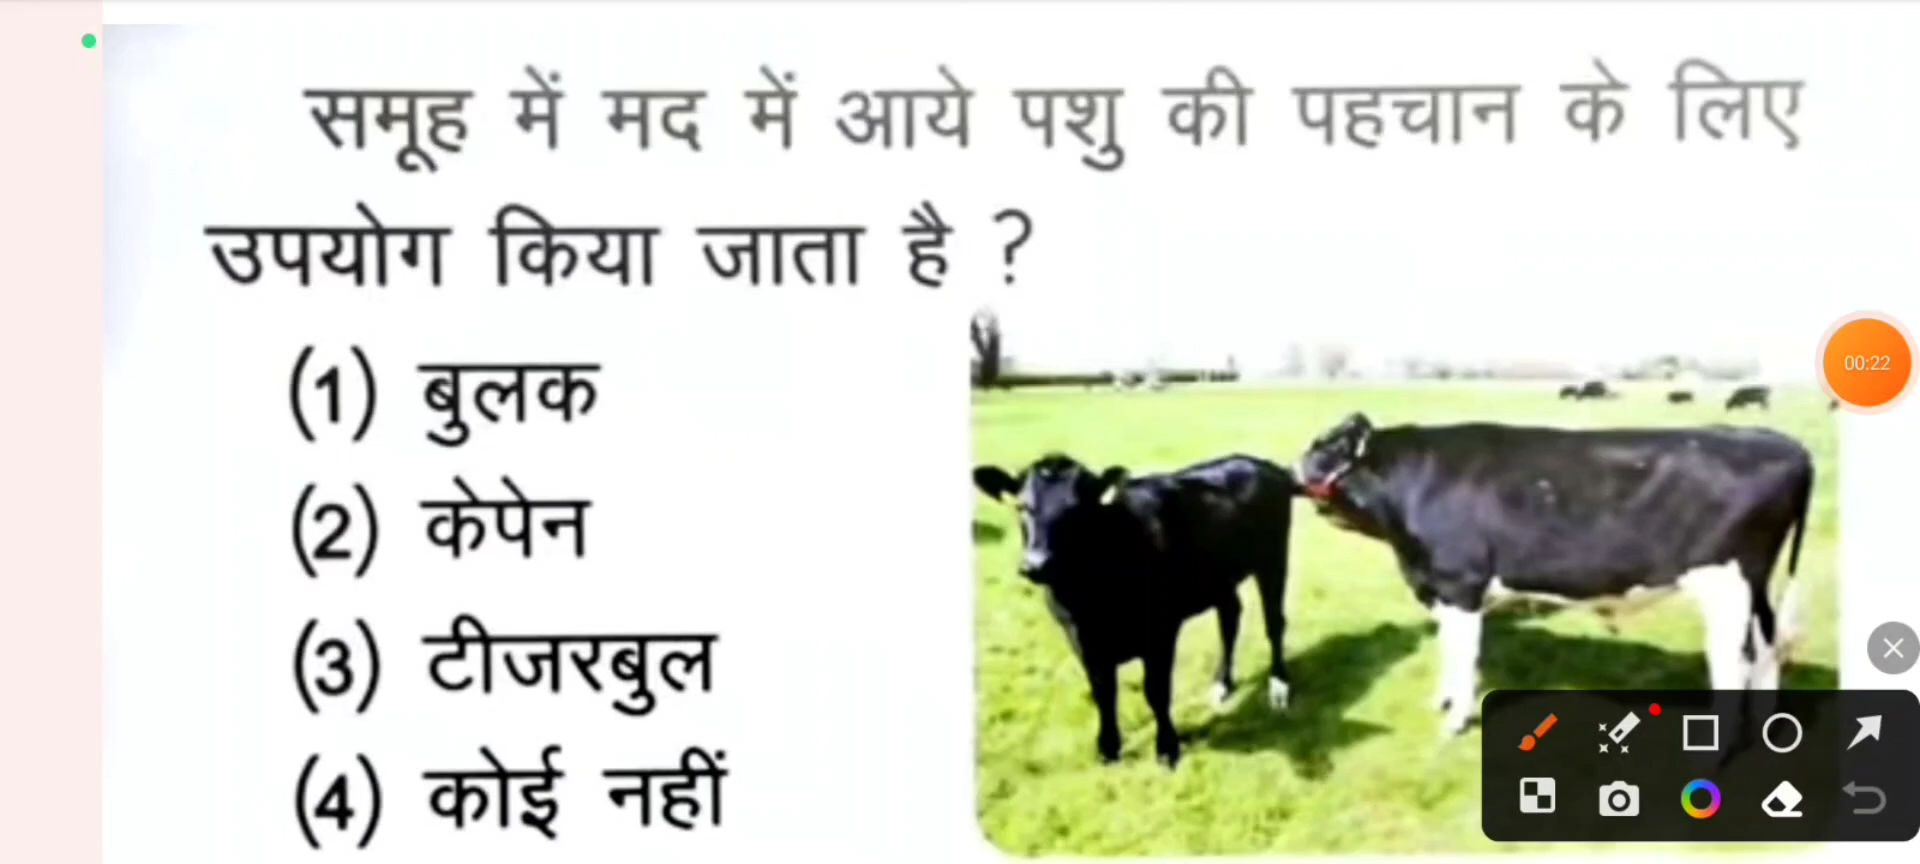 समूह में मद में आये पशु की पहचान के लिए
उपयोग किया जाता है ?
(1) बुलक
(2) केपेन
(3) टीजरबुल
(4) कोई नहीं
00:22